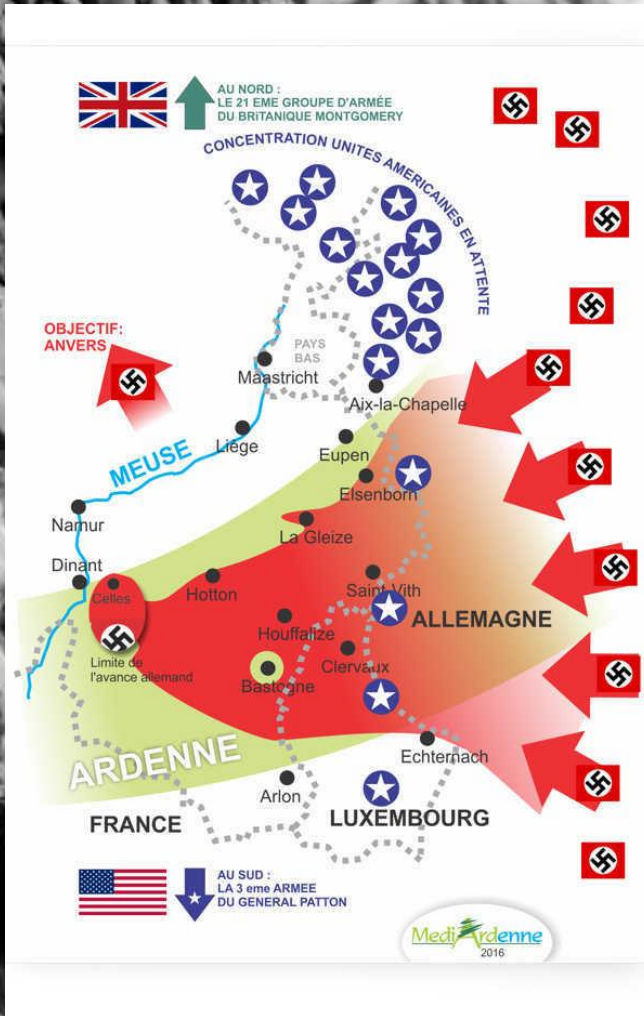 AU NORD :
LE 21 EME GROUPE D'ARMÉE
DU BRiTANIQUE MONTGOMERY
CONCENTRATION UNITES AMERICAINES EN ATTENTE
OBJECTIF:
ANVERS
PAYS
BAS
Maastricht
Aix-la-Chapelle
Liége
MEUSE
Eupen
Elsenborn
Namur
La Gleize
Dinant
Celles
Hotton
Saint-Vith
ALLEMAGNE
Houffalize
Limite de
l'avance allemand
Clervaux
Bastogne
ARDENNE
Echternach
Arlon
FRANCE
LUXEMBOURG
AU SUD :
LA 3 eme ARMEE
DU GENERAL PATTON
MediArdenne
2016